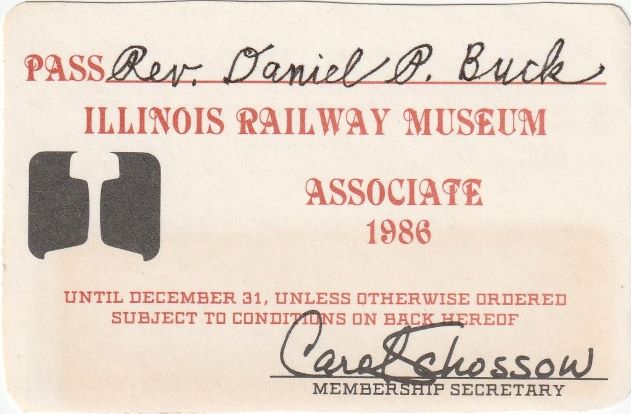 PASS Rev. Daniel P. Buck
ILLINOIS RAILWAY MUSEUM
ASSOCIATE
1986
UNTIL DECEMBER 31, UNLESS OTHERWISE ORDERED
SUBJECT TO CONDITIONS ON BACK HEREOF
Carol
MEMBERSHIP SECRETARY